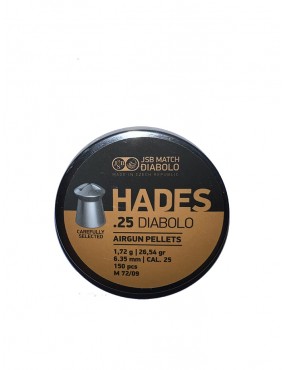 JSB MATCH
DIABOLO
MADE IN CZECH REPUBLIC
HADES
.25 DIABOLO
CAREFULLY
SELECTED
AIRGUN PELLETS
1,72 g | 26,54 gr
6.35 mm | CAL. 25
150 pcs
M 72/09